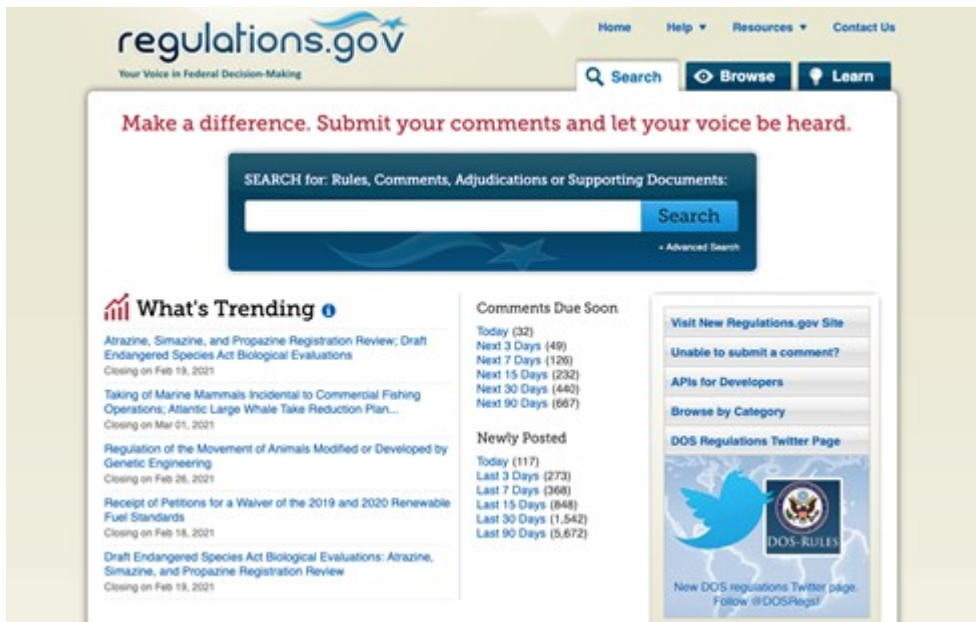 regulations.gov
Your Voice in Federal Decision-Making
Home Help Resources Contact Us
Search Browse Learn
Make a difference. Submit your comments and let your voice be heard.
SEARCH for: Rules, Comments, Adjudications or Supporting Documents:
Search
Advanced Search
What's Trending
Atrazine, Simazine, and Propazine Registration Review; Draft
Endangered Species Act Biological Evaluations
Closing on Feb 19, 2021
Taking of Marine Mammals Incidental to Commercial Fishing
Operations; Atlantic Large Whale Take Reduction Plan...
Closing on Mar 01, 2021
Regulation of the Movement of Animals Modified or Developed by
Genetic Engineering
Closing on Feb 26, 2021
Receipt of Petitions for a Waiver of the 2019 and 2020 Renewable
Fuel Standards
Closing on Feb 18, 2021
Draft Endangered Species Act Biological Evaluations: Atrazine,
Simazine, and Propazine Registration Review
Closing on Feb 19, 2021
Comments Due Soon
Today (32)
Next 3 Days (49)
Next 7 Days (126)
Next 15 Days (232)
Next 30 Days (440)
Next 90 Days (667)
Newly Posted
Today (117)
Last 3 Days (273)
Last 7 Days (368)
Last 15 Days (848)
Last 30 Days (1,542)
Last 90 Days (5,672)
Visit New Regulations.gov Site
Unable to submit a comment?
APIs for Developers
Browse by Category
DOS Regulations Twitter Page
DOS-RULES
New DOS regulations Twitter page.
Follow @DOSRegs!